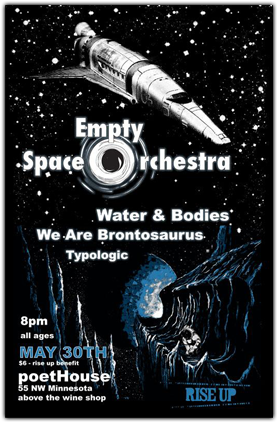 Empty
Space Orchestra
Water & Bodies
We Are Brontosaurus
Typologic
8pm
all ages
MAY 30TH
$6 - rise up benefit
poetHouse
55 NW Minnesota
above the wine shop
RISE UP